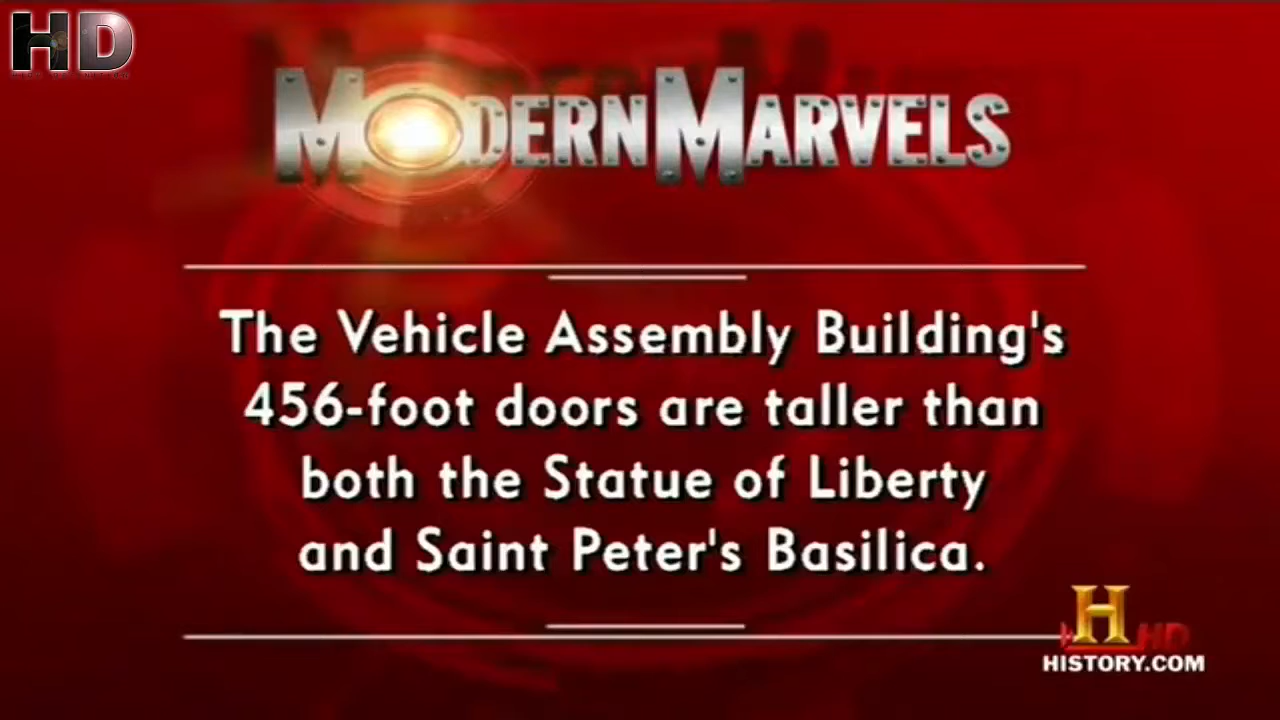 HD
MODERN MARVELS
The Vehicle Assembly Building's
456-foot doors are taller than
both the Statue of Liberty
and Saint Peter's Basilica.
H HD
HISTORY.COM